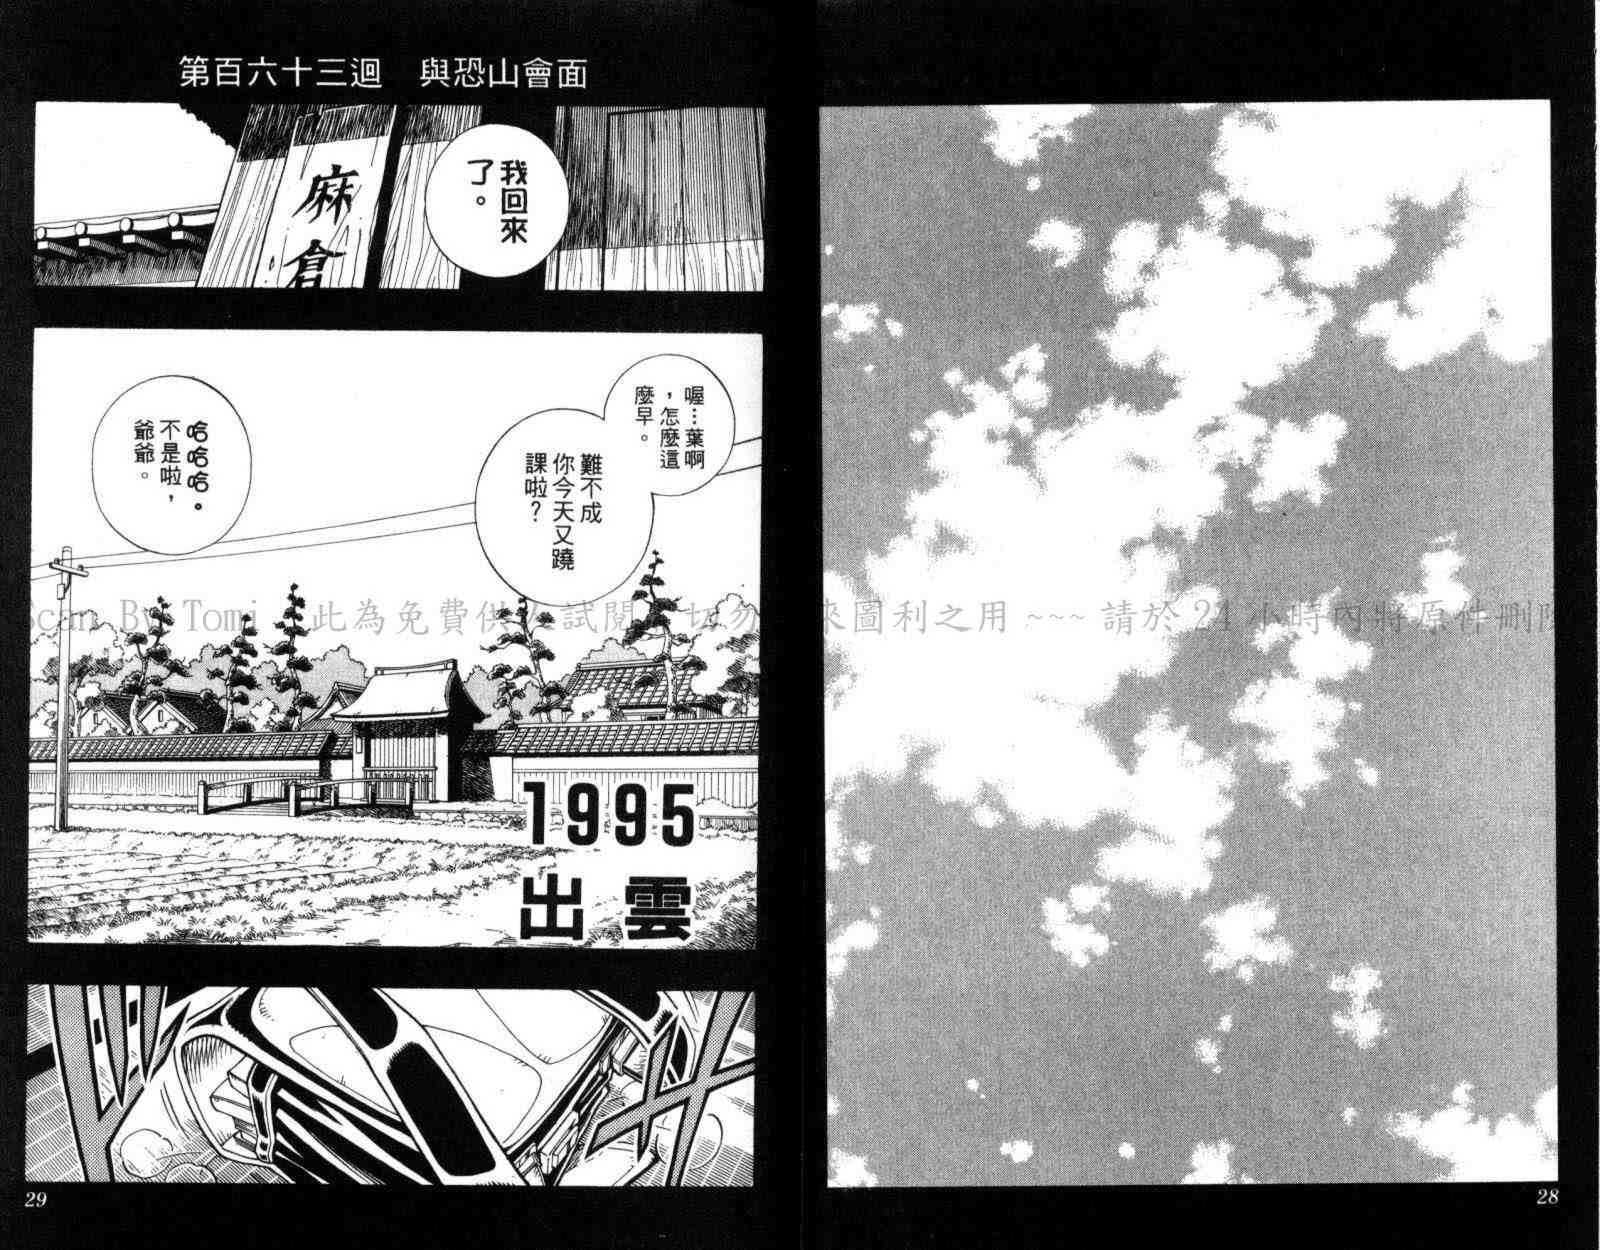 第百六十三迴 與恐山會面
麻倉
我回來
了。
喔…葉啊
，怎麼這
麼早。
難不成
你今天又蹺
課啦？
哈哈哈。
不是啦，
爺爺。
Scan By Tomi 此為免費供人試閱 切勿 來圖利之用 ~~~ 請於 24 小時內將原件刪除
1995
出雲
29
28